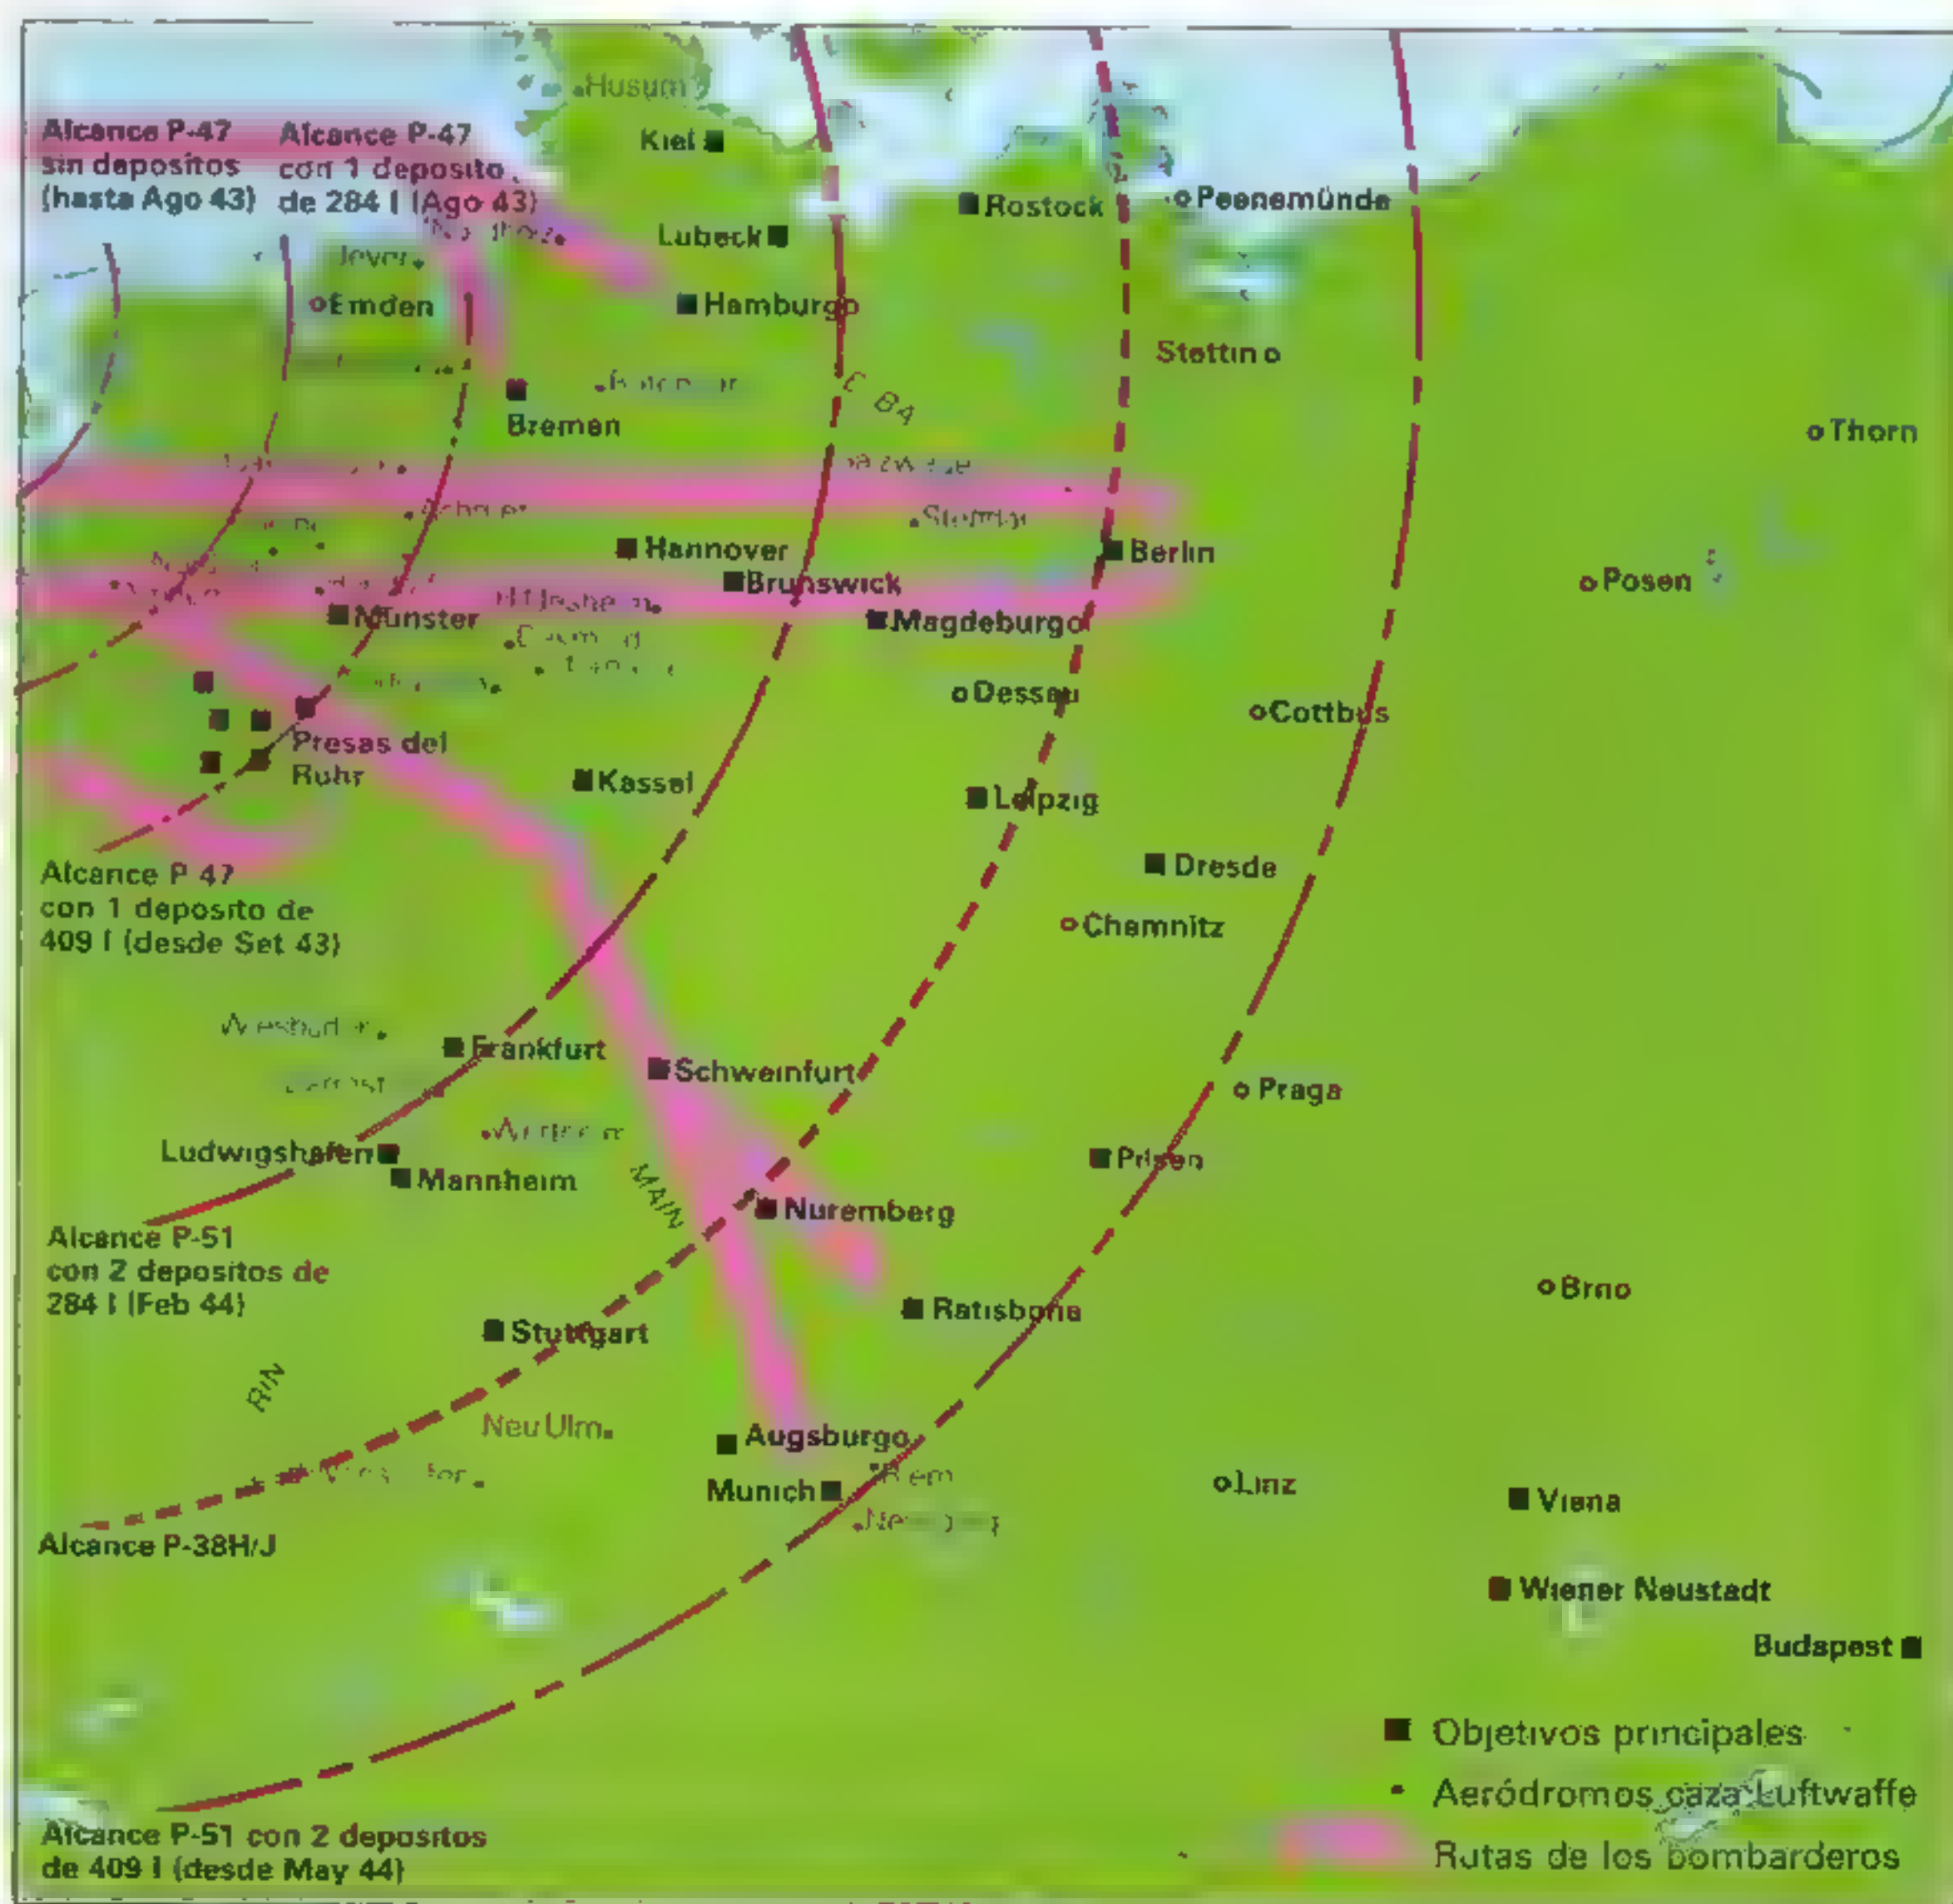 Husum
Kiel
Alcance P-47
sin depositos
(hasta Ago 43)
Alcance P-47
con 1 deposito
de 284 l (Ago 43)
Rostock
Peenemünde
Lubeck
Jever
Emden
Hamburgo
Stettin
Bremen
Thorn
Hannover
Berlin
Brunswick
Posen
Münster
Magdeburgo
Dessau
Cottbus
Presas del
Ruhr
Kassel
Leipzig
Dresde
Alcance P 47
con 1 deposito de
409 l (desde Set 43)
Chemnitz
Frankfurt
Schweinfurt
Praga
Ludwigshafen
Mannheim
MAIN
Pilsen
Nuremberg
Alcance P-51
con 2 depositos de
284 l (Feb 44)
Brno
Ratisbona
Stuttgart
RIN
Neu Ulm
Augsburgo
Munich
Riem
Linz
Viena
Alcance P-38H/J
Wiener Neustadt
Budapest
Objetivos principales
Aeródromos caza Luftwaffe
Rutas de los bombarderos
Alcance P-51 con 2 depositos
de 409 l (desde May 44)